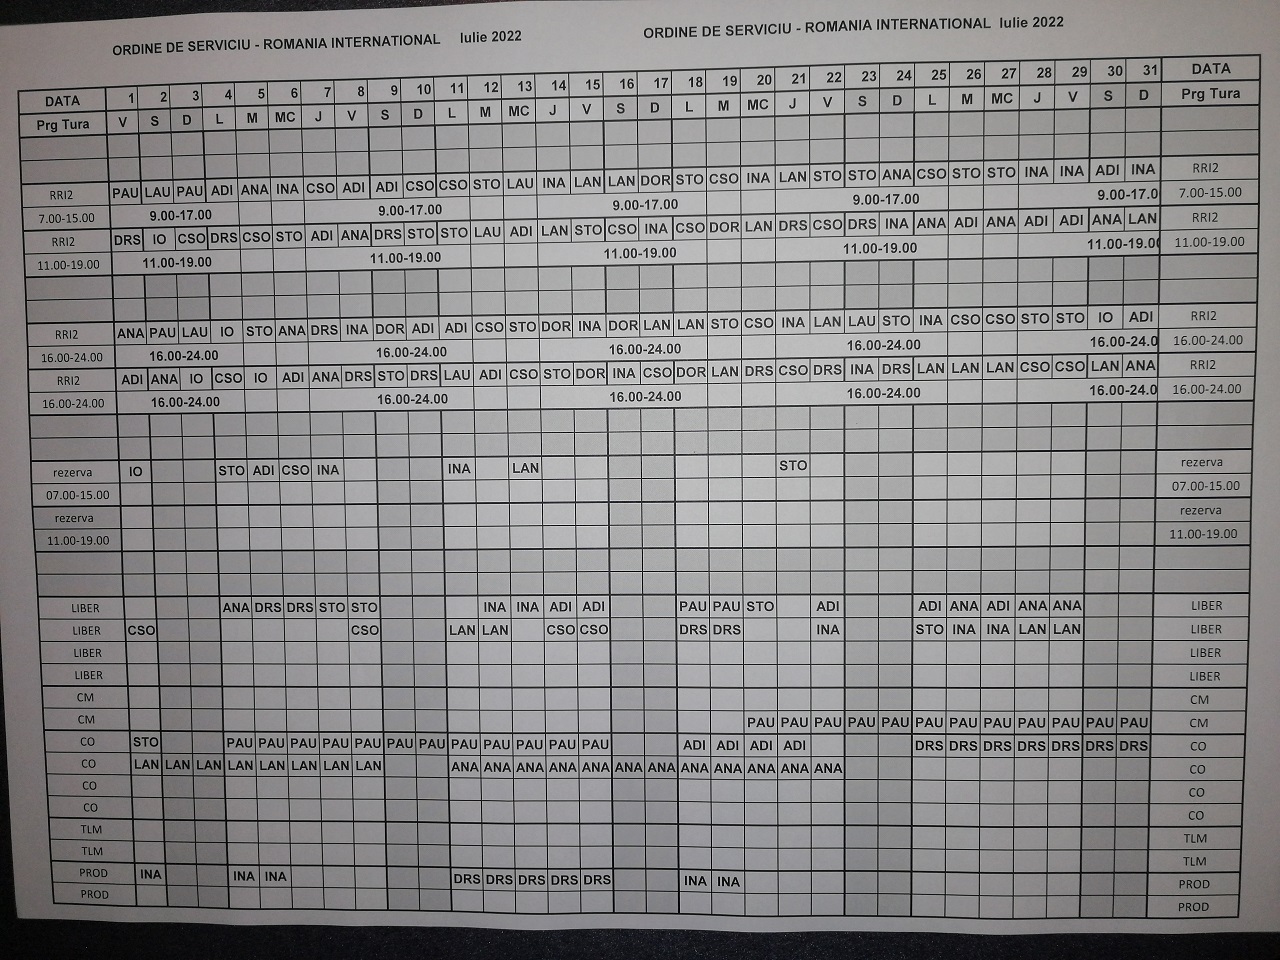 ORDINE DE SERVICIU - ROMANIA INTERNATIONAL Iulie 2022 ORDINE DE SERVICIU - ROMANIA INTERNATIONAL Iulie 2022
DATA 1 2 3 4 5 6 7 8 9 10 11 12 13 14 15 16 17 18 19 20 21 22 23 24 25 26 27 28 29 30 31 DATA
Prg Tura V S D L M MC J V S D L M MC J V S D L M MC J V S D L M MC J V S D Prg Tura
RRI2 PAU LAU PAU ADI ANA INA CSO ADI ADI CSO CSO STO LAU INA LAN LAN DOR STO CSO INA LAN STO STO ANA CSO STO STO INA INA ADI INA RRI2
7.00-15.00 9.00-17.00 9.00-17.00 9.00-17.00 9.00-17.00 9.00-17.0 7.00-15.00
RRI2 DRS IO CSO DRS CSO STO ADI ANA DRS STO STO LAU ADI LAN STO CSO INA CSO DOR LAN DRS CSO DRS INA ANA ADI ANA ADI ADI ANA LAN RRI2
11.00-19.00 11.00-19.00 11.00-19.00 11.00-19.00 11.00-19.00 11.00-19.00 11.00-19.00
RRI2 ANA PAU LAU IO STO ANA DRS INA DOR ADI ADI CSO STO DOR INA DOR LAN LAN STO CSO INA LAN LAU STO INA CSO CSO STO STO IO ADI RRI2
16.00-24.00 16.00-24.00 16.00-24.00 16.00-24.00 16.00-24.00 16.00-24.0 16.00-24.00
RRI2 ADI ANA IO CSO IO ADI ANA DRS STO DRS LAU ADI CSO STO DOR INA CSO DOR LAN DRS CSO DRS INA DRS LAN LAN LAN CSO CSO LAN ANA RRI2
16.00-24.00 16.00-24.00 16.00-24.00 16.00-24.00 16.00-24.00 16.00-24.0 16.00-24.00
rezerva IO STO ADI CSO INA INA LAN STO rezerva
07.00-15.00 07.00-15.00
rezerva rezerva
11.00-19.00 11.00-19.00
LIBER ANA DRS DRS STO STO INA INA ADI ADI PAU PAU STO ADI ADI ANA ADI ANA ANA LIBER
LIBER CSO CSO LAN LAN CSO CSO DRS DRS INA STO INA INA LAN LAN LIBER
LIBER LIBER
LIBER LIBER
CM CM
CM PAU PAU PAU PAU PAU PAU PAU PAU PAU PAU PAU PAU CM
CO STO PAU PAU PAU PAU PAU PAU PAU PAU PAU PAU PAU PAU ADI ADI ADI ADI DRS DRS DRS DRS DRS DRS DRS CO
CO LAN LAN LAN LAN LAN LAN LAN LAN ANA ANA ANA ANA ANA ANA ANA ANA ANA ANA ANA ANA CO
CO CO
CO CO
TLM TLM
TLM TLM
PROD INA INA INA DRS DRS DRS DRS DRS INA INA PROD
PROD PROD